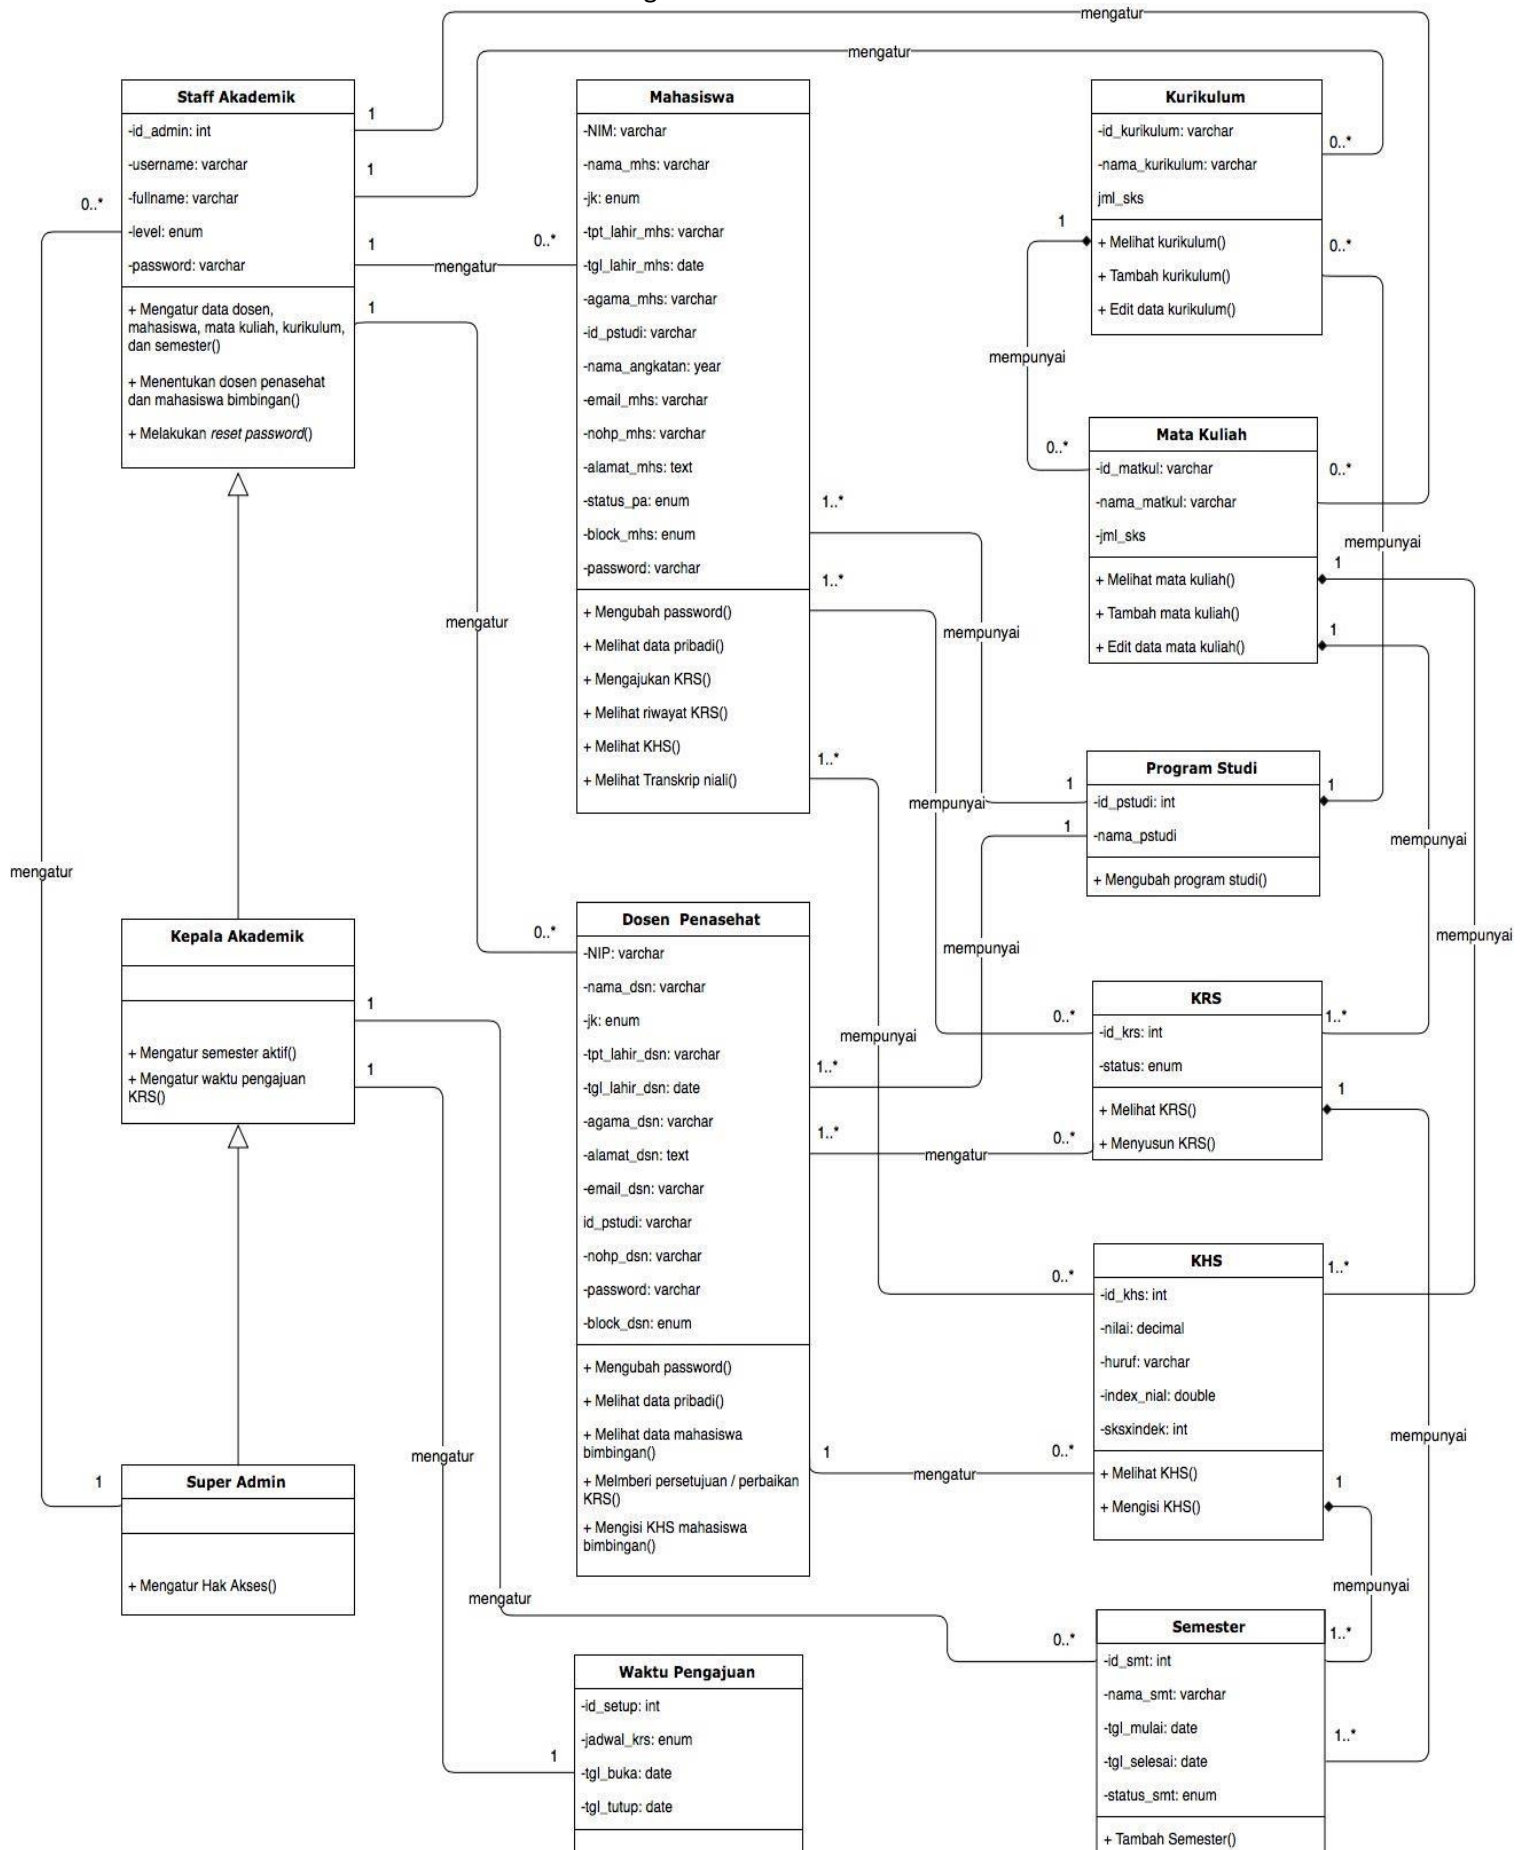 mengatur
mengatur
Staff Akademik
-id_admin: int
-username: varchar
-fullname: varchar
-level: enum
-password: varchar
+ Mengatur data dosen,
mahasiswa, mata kuliah, kurikulum,
dan semester()
+ Menentukan dosen penasehat
dan mahasiswa bimbingan()
+ Melakukan reset password()
1
1
1
1
0..*
mengatur
0..*
Mahasiswa
-NIM: varchar
-nama_mhs: varchar
-jk: enum
-tpt_lahir_mhs: varchar
-tgl_lahir_mhs: date
-agama_mhs: varchar
-id_pstudi: varchar
-nama_angkatan: year
-email_mhs: varchar
-nohp_mhs: varchar
-alamat_mhs: text
-status_pa: enum
-block_mhs: enum
-password: varchar
+ Mengubah password()
+ Melihat data pribadi()
+ Mengajukan KRS()
+ Melihat riwayat KRS()
+ Melihat KHS()
+ Melihat Transkrip niali()
1..*
1..*
1..*
Kurikulum
-id_kurikulum: varchar
-nama_kurikulum: varchar
jml_sks
+ Melihat kurikulum()
+ Tambah kurikulum()
+ Edit data kurikulum()
0..*
0..*
1
mempunyai
0..*
Mata Kuliah
-id_matkul: varchar
-nama_matkul: varchar
-jml_sks
+ Melihat mata kuliah()
+ Tambah mata kuliah()
+ Edit data mata kuliah()
0..*
mempunyai
1
1
mengatur
mempunyai
mempunyai
Program Studi
-id_pstudi: int
-nama_pstudi
+ Mengubah program studi()
1
1
1
mempunyai
mempunyai
mengatur
Kepala Akademik
+ Mengatur semester aktif()
+ Mengatur waktu pengajuan
KRS()
1
1
0..*
Dosen Penasehat
-NIP: varchar
-nama_dsn: varchar
-jk: enum
-tpt_lahir_dsn: varchar
-tgl_lahir_dsn: date
-agama_dsn: varchar
-alamat_dsn: text
-email_dsn: varchar
id_pstudi: varchar
-nohp_dsn: varchar
-password: varchar
-block_dsn: enum
+ Mengubah password()
+ Melihat data pribadi()
+ Melihat data mahasiswa
bimbingan()
+ Melmberi persetujuan / perbaikan
KRS()
+ Mengisi KHS mahasiswa
bimbingan()
mempunyai
mempunyai
1..*
1..*
mengatur
0..*
0..*
KRS
-id_krs: int
-status: enum
+ Melihat KRS()
+ Menyusun KRS()
1..*
1
0..*
KHS
-id_khs: int
-nilai: decimal
-huruf: varchar
-index_nial: double
-sksxindek: int
+ Melihat KHS()
+ Mengisi KHS()
1..*
mempunyai
1
1
mengatur
0..*
mengatur
1
Super Admin
+ Mengatur Hak Akses()
mengatur
mempunyai
0..*
Semester
-id_smt: int
-nama_smt: varchar
-tgl_mulai: date
-tgl_selesai: date
-status_smt: enum
+ Tambah Semester()
1..*
1..*
Waktu Pengajuan
-id_setup: int
-jadwal_krs: enum
-tgl_buka: date
-tgl_tutup: date
1